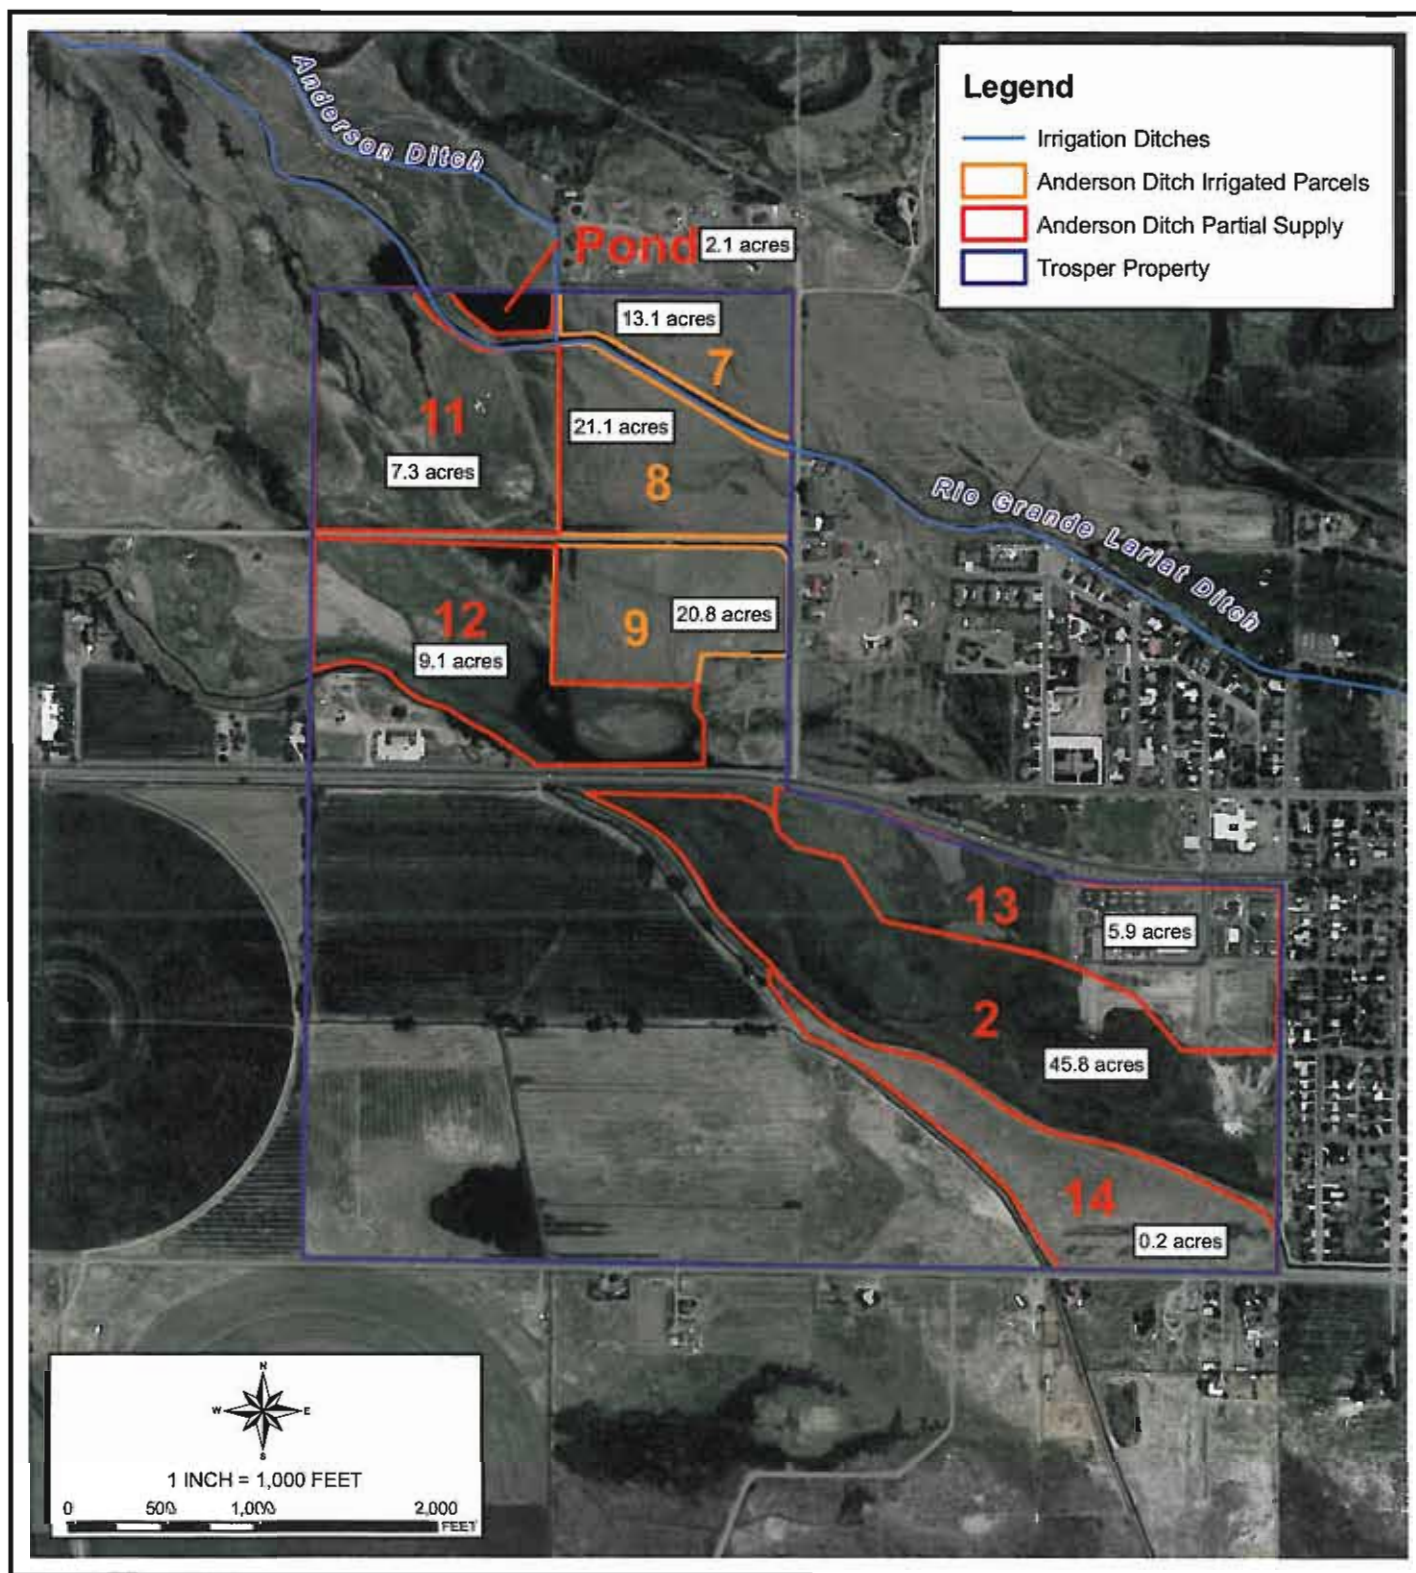 Legend
Irrigation Ditches
Anderson Ditch Irrigated Parcels
Anderson Ditch Partial Supply
Trosper Property
Anderson Ditch
Pond
2.1 acres
13.1 acres
7
11
21.1 acres
7.3 acres
8
Rio Grande Lariat Ditch
12
9
20.8 acres
9.1 acres
13
5.9 acres
2
45.8 acres
14
0.2 acres
N
W E
S
1 INCH = 1,000 FEET
0 500 1,000 2,000
FEET